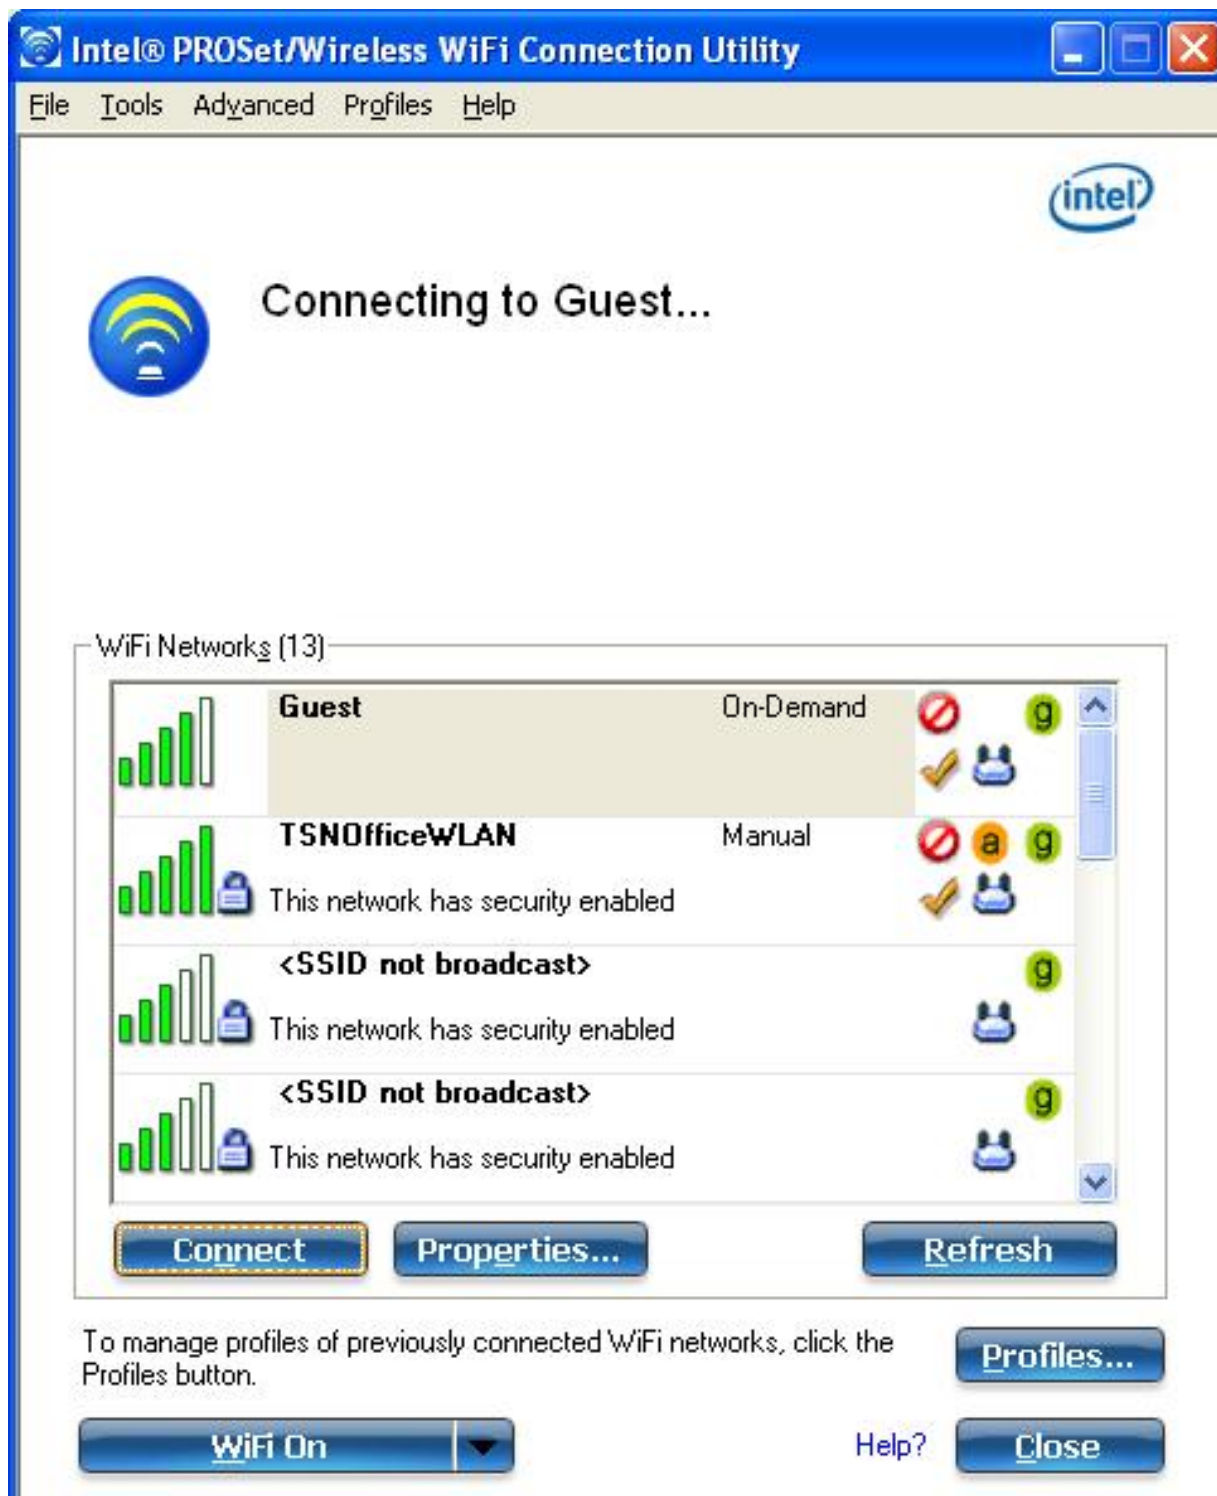 Intel® PROSet/Wireless WiFi Connection Utility
File Tools Advanced Profiles Help
intel
Connecting to Guest...
WiFi Networks (13)
Guest On-Demand g
TSNOfficeWLAN Manual a g
This network has security enabled
<SSID not broadcast> g
This network has security enabled
<SSID not broadcast> g
This network has security enabled
Connect Properties... Refresh
To manage profiles of previously connected WiFi networks, click the
Profiles button.
Profiles...
WiFi On Help? Close